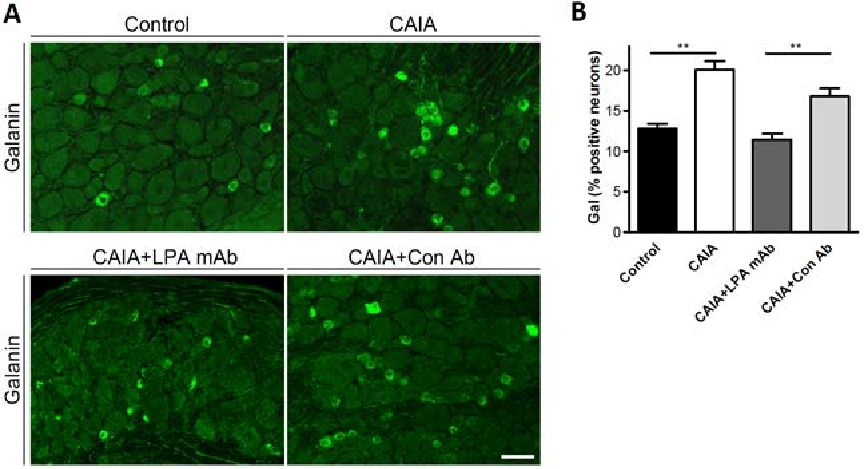 A
Control
CAIA
Galanin
CAIA+LPA mAb
CAIA+Con Ab
Galanin
B
**
**
Gal (% positive neurons)
20
15
10
5
0
Control
CAIA
CAIA+LPA mAb
CAIA+Con Ab